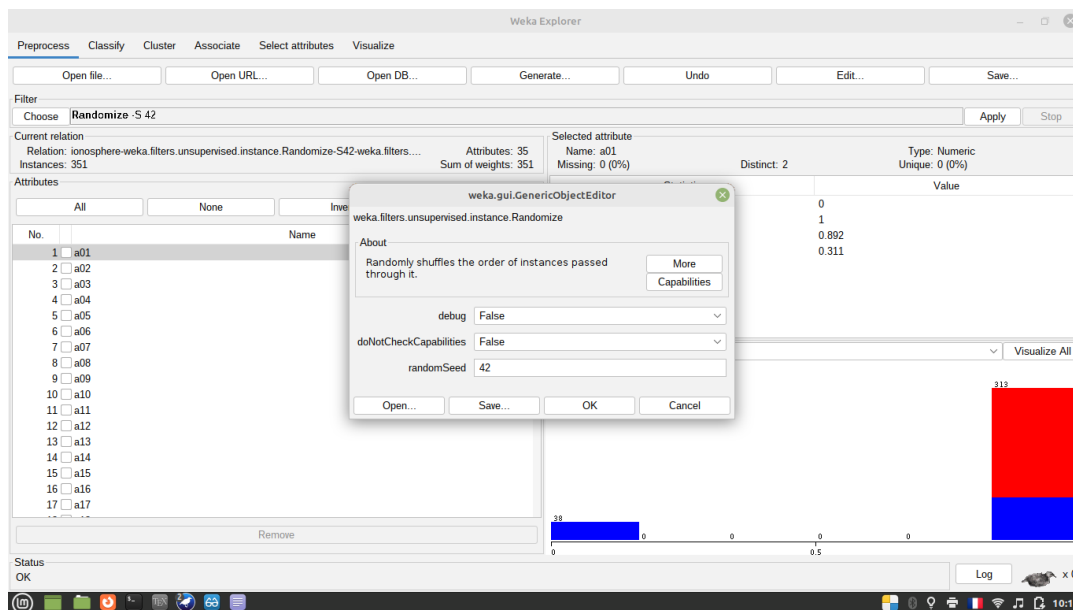 Weka Explorer
Preprocess Classify Cluster Associate Select attributes Visualize
Open file... Open URL... Open DB... Generate... Undo Edit... Save...
Filter
Choose Randomize -S 42 Apply Stop
Current relation
Relation: ionosphere-weka.filters.unsupervised.instance.Randomize-S42-weka.filters.... Attributes: 35
Instances: 351 Sum of weights: 351
Selected attribute
Name: a01 Type: Numeric
Missing: 0 (0%) Distinct: 2 Unique: 0 (0%)
Value
0
1
0.892
0.311
Attributes
All None Inve
No. Name
1 a01
2 a02
3 a03
4 a04
5 a05
6 a06
7 a07
8 a08
9 a09
10 a10
11 a11
12 a12
13 a13
14 a14
15 a15
16 a16
17 a17
Remove
weka.gui.GenericObjectEditor
weka.filters.unsupervised.instance.Randomize
About
Randomly shuffles the order of instances passed
through it.
More
Capabilities
debug False
doNotCheckCapabilities False
randomSeed 42
Open... Save... OK Cancel
Visualize All
313
38 0 0 0 0
0 0.5
Status
OK
Log x
10:1